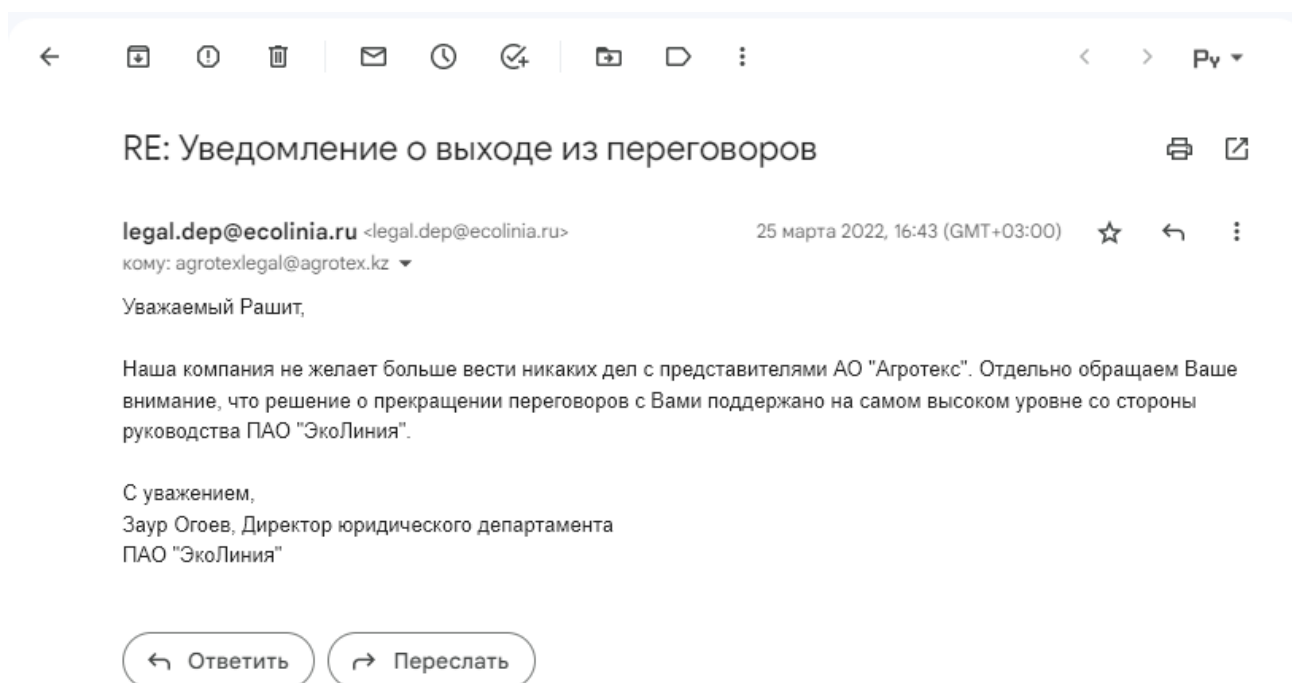 Ру
RE: Уведомление о выходе из переговоров
legal.dep@ecolinia.ru <legal.dep@ecolinia.ru> 25 марта 2022, 16:43 (GMT+03:00)
кому: agrotexlegal@agrotex.kz
Уважаемый Рашит,
Наша компания не желает больше вести никаких дел с представителями АО "Агротекс". Отдельно обращаем Ваше
внимание, что решение о прекращении переговоров с Вами поддержано на самом высоком уровне со стороны
руководства ПАО "ЭкоЛиния".
С уважением,
Заур Огоев, Директор юридического департамента
ПАО "ЭкоЛиния"
Ответить Переслать